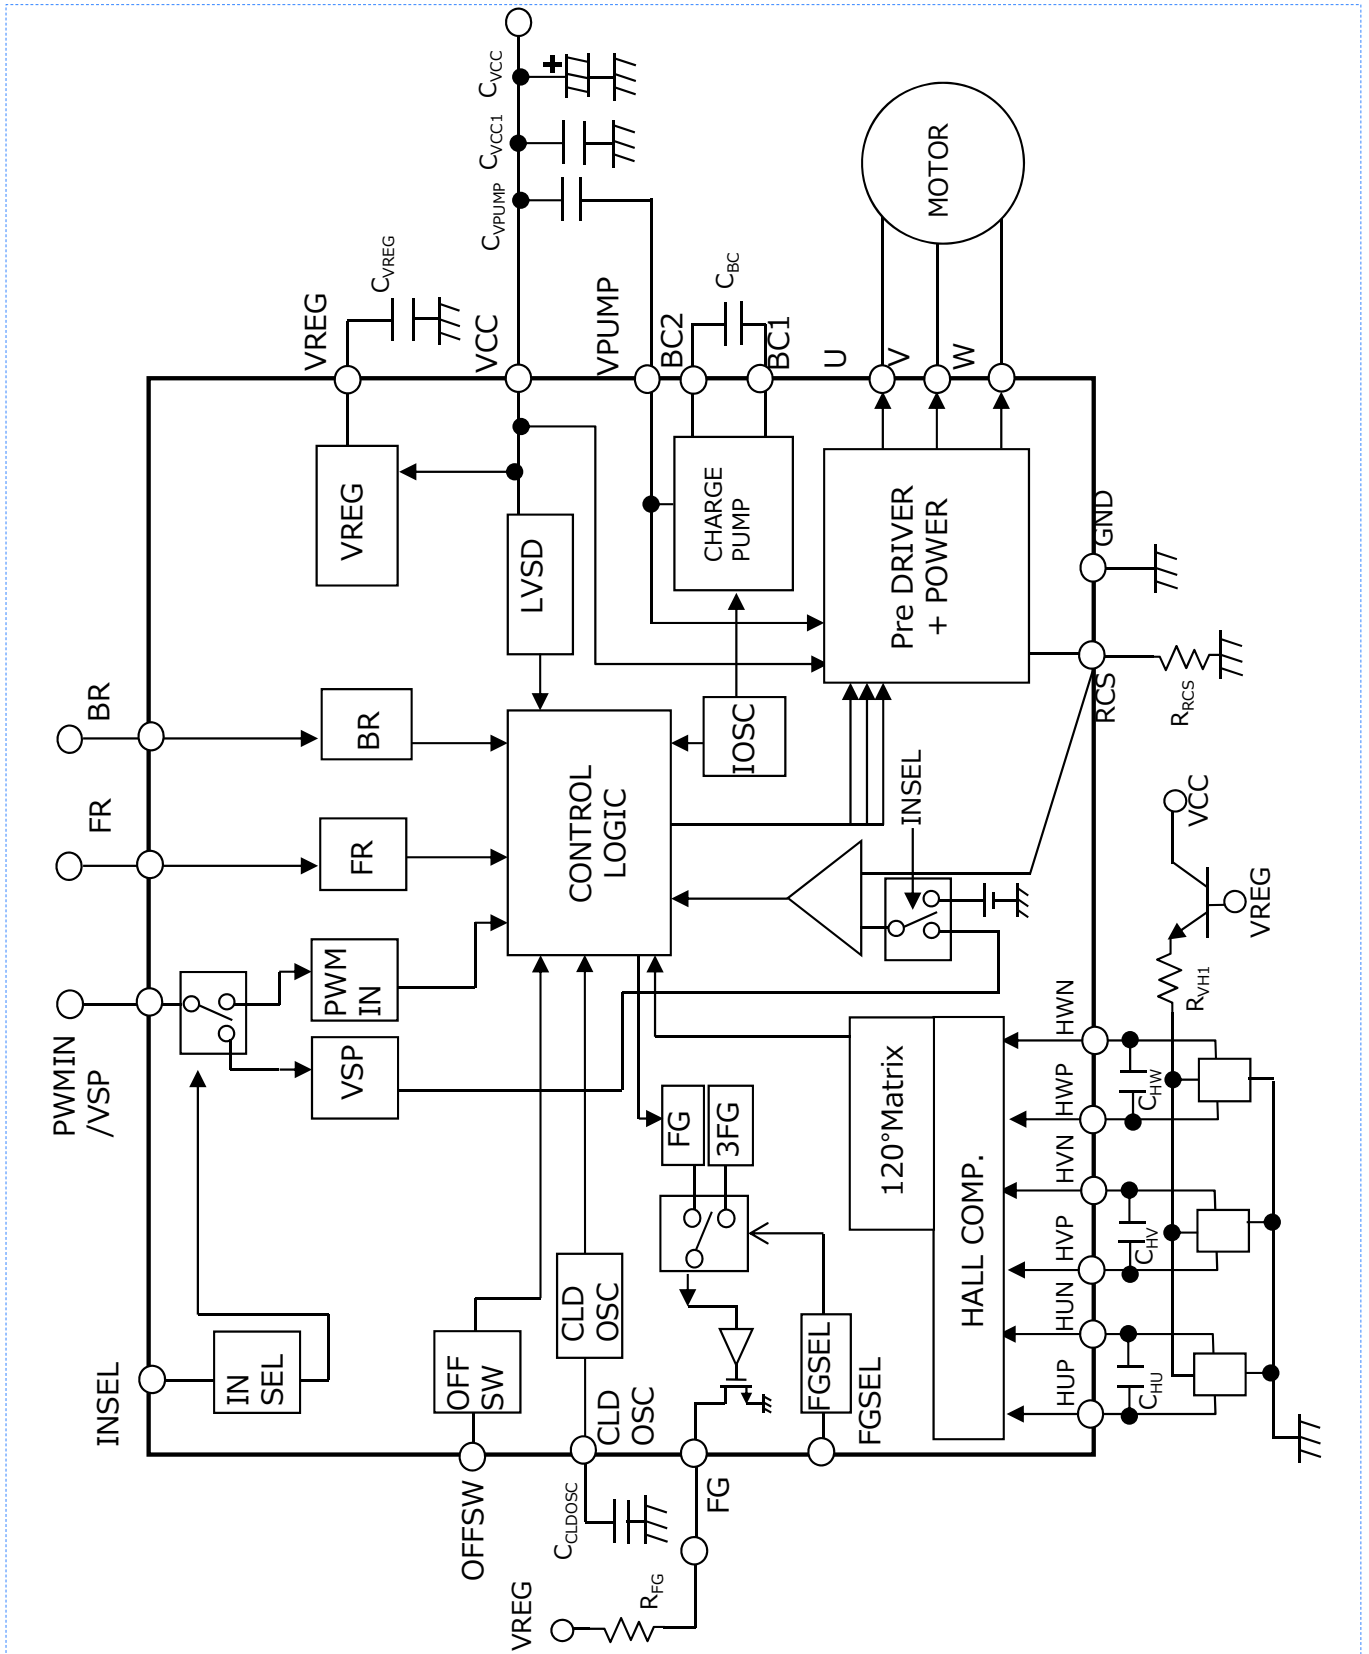 CVCC
CVCC1
CVPUMP
CVREG
CBC
VREG
VCC
VPUMP
BC2
BC1
U
V
W
MOTOR
VREG
LVSD
CHARGE
PUMP
Pre DRIVER
+ POWER
GND
RCS
RRCS
BR
BR
FR
FR
CONTROL
LOGIC
IOSC
INSEL
VCC
VREG
RVH1
PWMIN
/VSP
PWM
IN
VSP
FG
3FG
120°Matrix
HALL COMP.
HWN
HWP
HVN
HVP
HUN
HUP
CHW
CHV
CHU
INSEL
IN
SEL
OFF
SW
CLD
OSC
FGSEL
OFFSW
CLD
OSC
FG
FGSEL
CCLDOSC
VREG
RFG